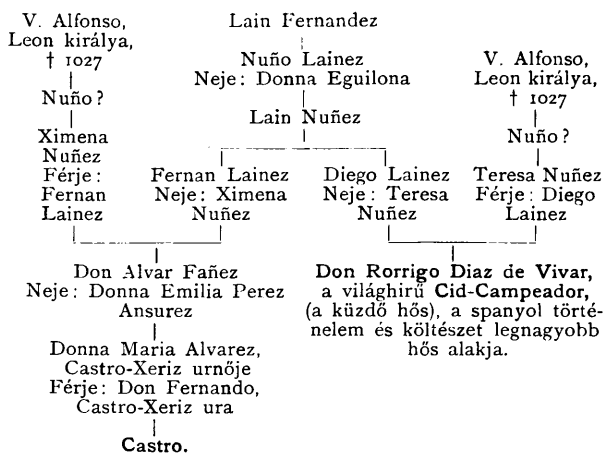 V. Alfonso,
Leon királya,
† 1027
Nuño?
Ximena
Nuñez
Férje:
Fernan
Lainez
Lain Fernandez
Nuño Lainez
Neje: Donna Eguilona
Lain Nuñez
Fernan Lainez
Neje: Ximena
Nuñez
Diego Lainez
Neje: Teresa
Nuñez
V. Alfonso,
Leon királya,
† 1027
Nuño?
Teresa Nuñez
Férje: Diego
Lainez
Don Alvar Fañez
Neje: Donna Emilia Perez
Ansurez
Donna Maria Alvarez,
Castro-Xeriz urnője
Férje: Don Fernando,
Castro-Xeriz ura
Castro.
Don Rorrigo Diaz de Vivar,
a világhirű Cid-Campeador,
(a küzdő hős), a spanyol törté-
nelem és költészet legnagyobb
hős alakja.